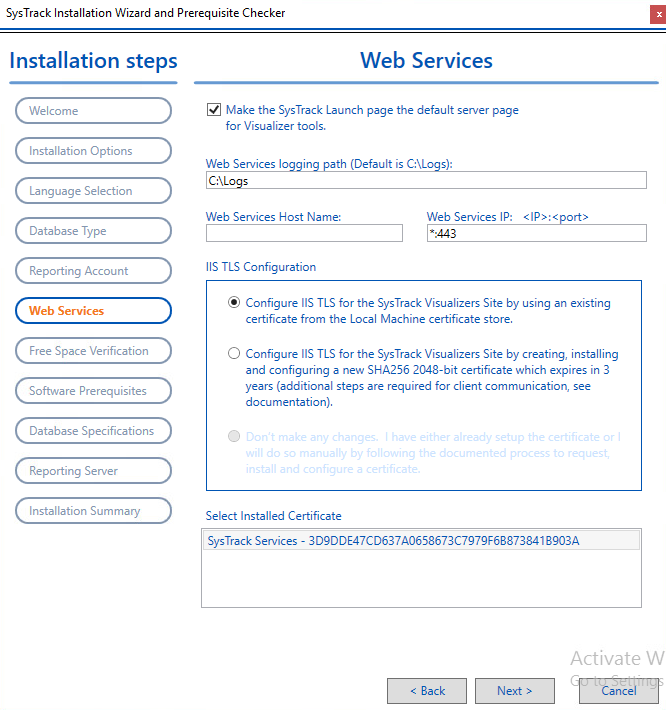 SysTrack Installation Wizard and Prerequisite Checker
x
Installation steps
Welcome
Installation Options
Language Selection
Database Type
Reporting Account
Web Services
Free Space Verification
Software Prerequisites
Database Specifications
Reporting Server
Installation Summary
Web Services
Make the SysTrack Launch page the default server page
for Visualizer tools.
Web Services logging path (Default is C:\Logs):
C:\Logs
Web Services Host Name:
Web Services IP: <IP>:<port>
*:443
IIS TLS Configuration
Configure IIS TLS for the SysTrack Visualizers Site by using an existing
certificate from the Local Machine certificate store.
Configure IIS TLS for the SysTrack Visualizers Site by creating, installing
and configuring a new SHA256 2048-bit certificate which expires in 3
years (additional steps are required for client communication, see
documentation).
Don't make any changes. I have either already setup the certificate or I
will do so manually by following the documented process to request,
install and configure a certificate.
Select Installed Certificate
SysTrack Services - 3D9DDE47CD637A0658673C7979F6B873841B903A
Activate W
Go to Settings
< Back
Next >
Cancel